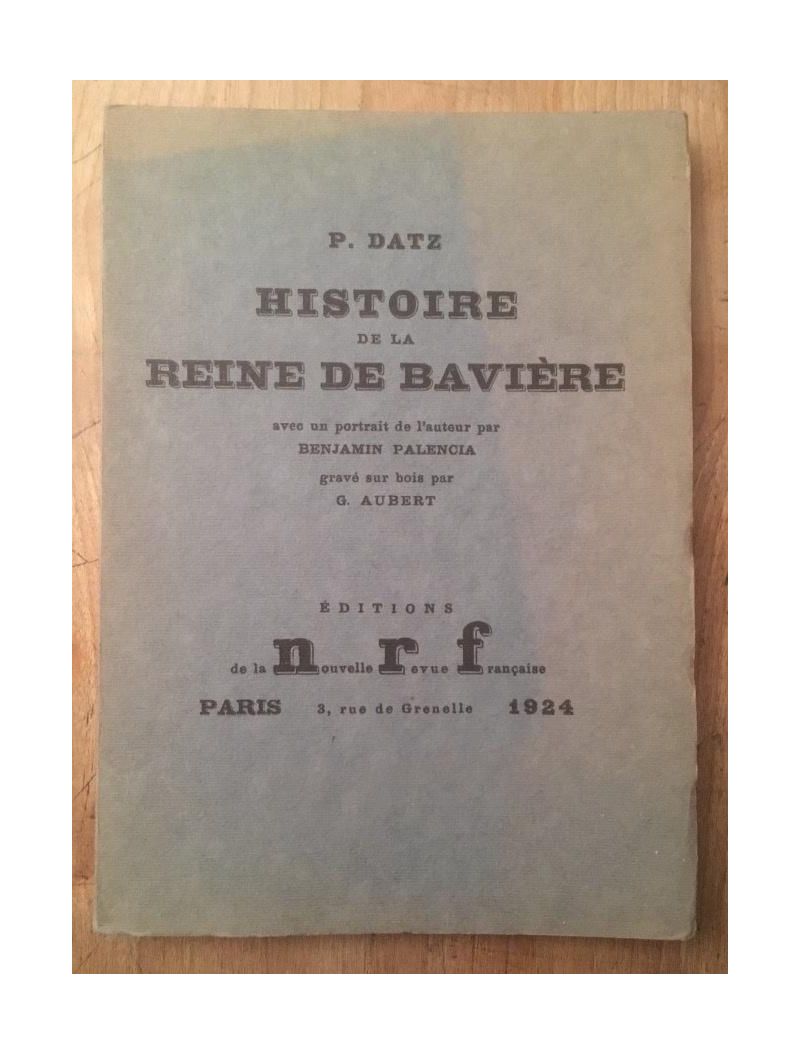 P. DATZ
HISTOIRE
DE LA
REINE DE BAVIÈRE
avec un portrait de l'auteur par
BENJAMIN PALENCIA
gravé sur bois par
G. AUBERT
ÉDITIONS
de la nouvelle revue française
PARIS 3, rue de Grenelle 1924